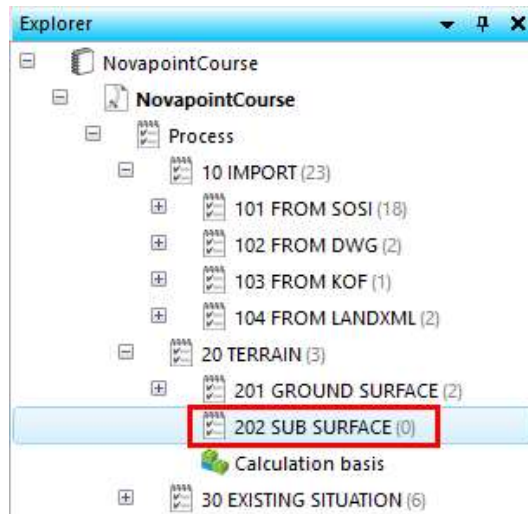 Explorer
NovapointCourse
NovapointCourse
Process
10 IMPORT (23)
101 FROM SOSI (18)
102 FROM DWG (2)
103 FROM KOF (1)
104 FROM LANDXML (2)
20 TERRAIN (3)
201 GROUND SURFACE (2)
202 SUB SURFACE (0)
Calculation basis
30 EXISTING SITUATION (6)